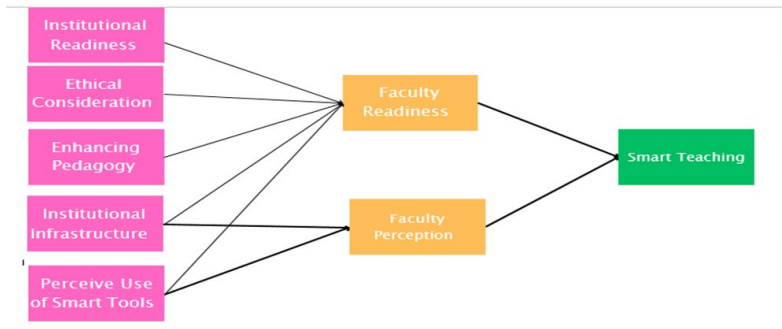 Institutional
Readiness
Ethical
Consideration
Enhancing
Pedagogy
Institutional
Infrastructure
Perceive Use
of Smart Tools
Faculty
Readiness
Faculty
Perception
Smart Teaching